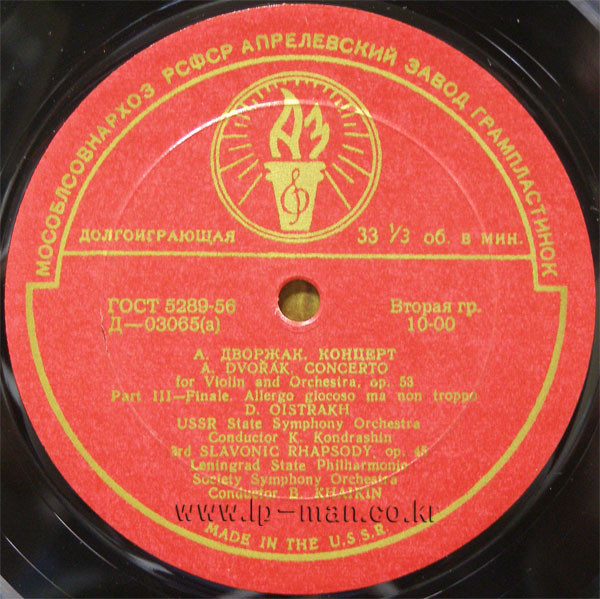 МОСОБЛСОВНАРХОЗ РСФСР АПРЕЛЕВСКИЙ ЗАВОД ГРАМПЛАСТИНОК
АЗ
ДОЛГОИГРАЮЩАЯ 33 1/3 об. в мин.
ГОСТ 5289-56 Вторая гр.
Д—03065(а) 10-00
А. ДВОРЖАК. КОНЦЕРТ
A. DVOŘÁK. CONCERTO
for Violin and Orchestra, op. 53
Part III—Finale. Allergo giocoso ma non troppo
D. OISTRAKH
USSR State Symphony Orchestra
Conductor K. Kondrashin
3rd SLAVONIC RHAPSODY, op. 45
Leningrad State Philharmonic
Society Symphony Orchestra
Conductor B. KHAIKIN
www.lp-man.co.kr
MADE IN THE U.S.S.R.